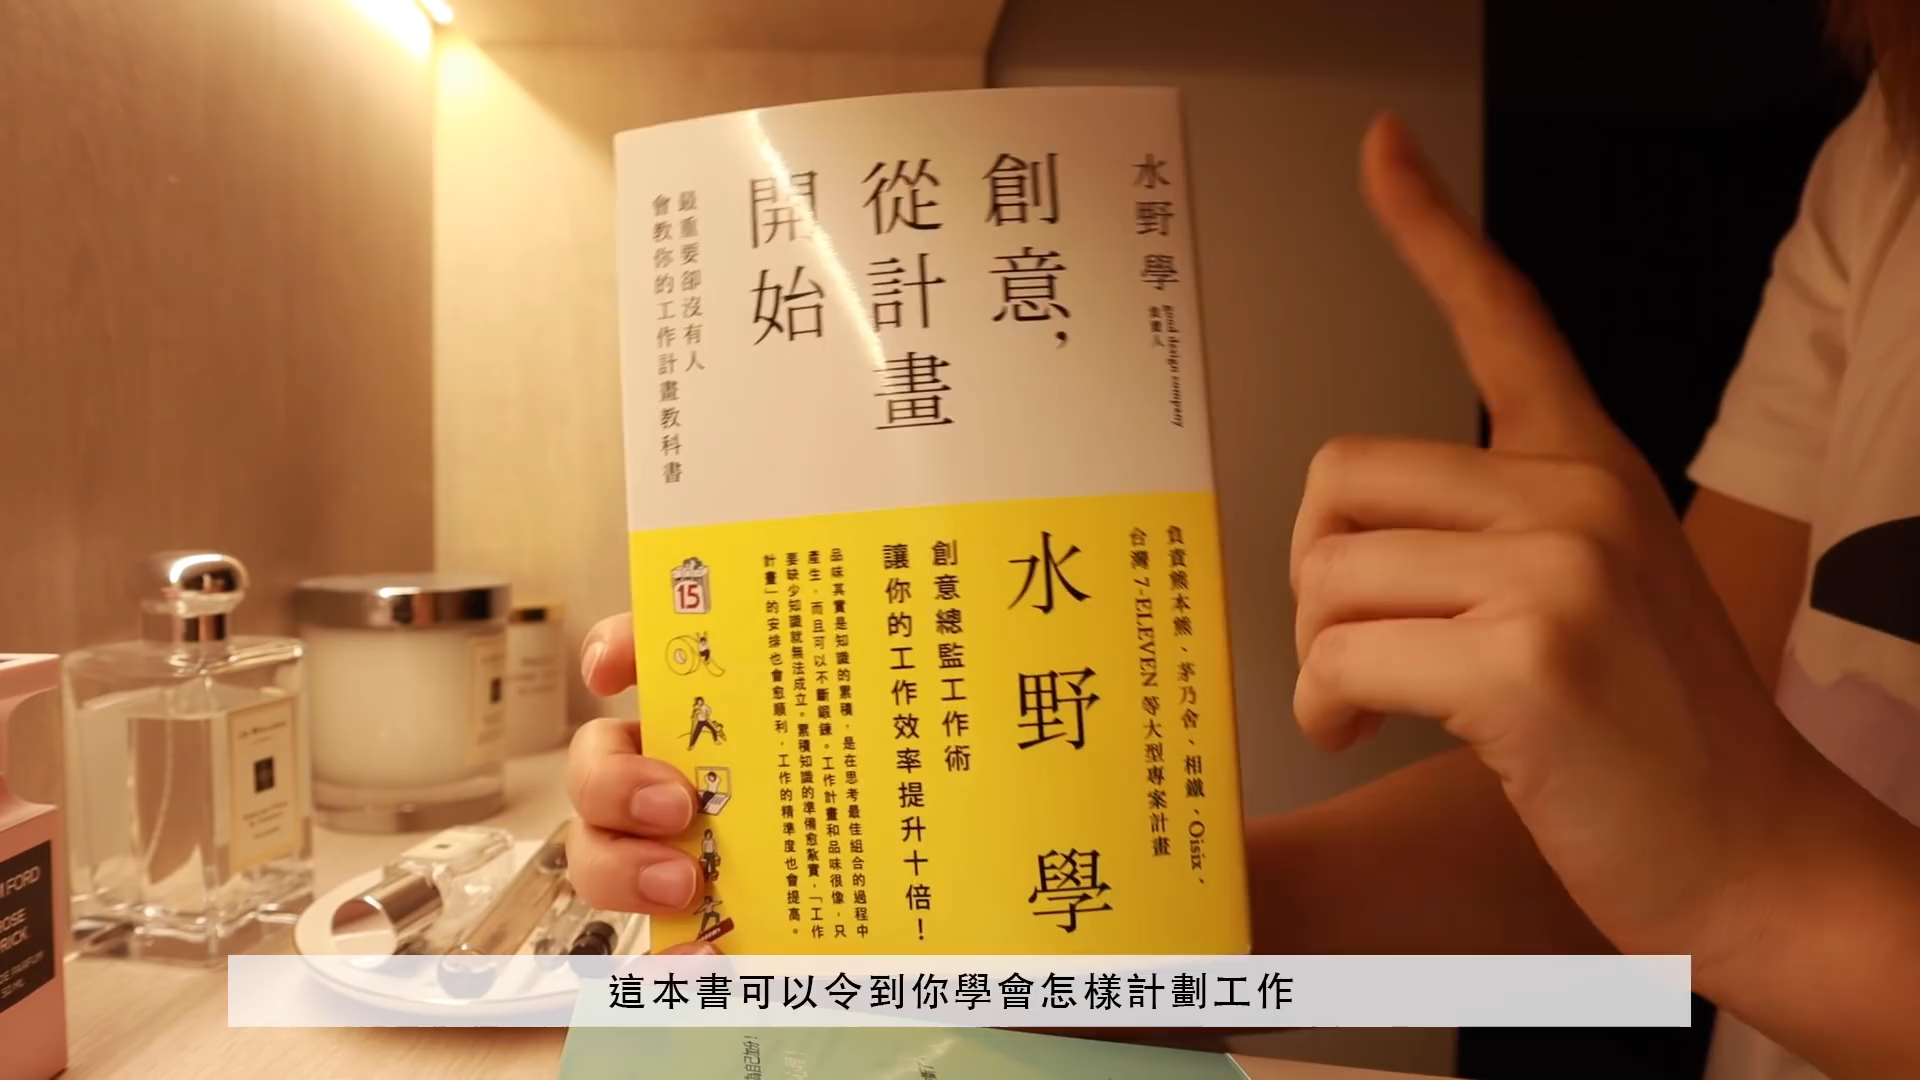 水野學
good design company
創意,
從計畫
開始
最重要卻沒有人
會教你的工作計畫教科書
負責熊本熊、茅乃舍、相鐵、Oisix、
台灣 7-ELEVEN 等大型專案計畫
水野 學
創意總監工作術
讓你的工作效率提升十倍！
品味其實是知識的累積，是在思考最佳組合的過程中
產生，而且可以不斷鍛鍊。工作計畫和品味很像，只
要缺少知識就無法成立。累積知識的準備愈紮實，「工作
計畫」的安排也會愈順利，工作的精準度也會提高。
15
FORD
DE PARFUM
50 ML
這本書可以令到你學會怎樣計劃工作